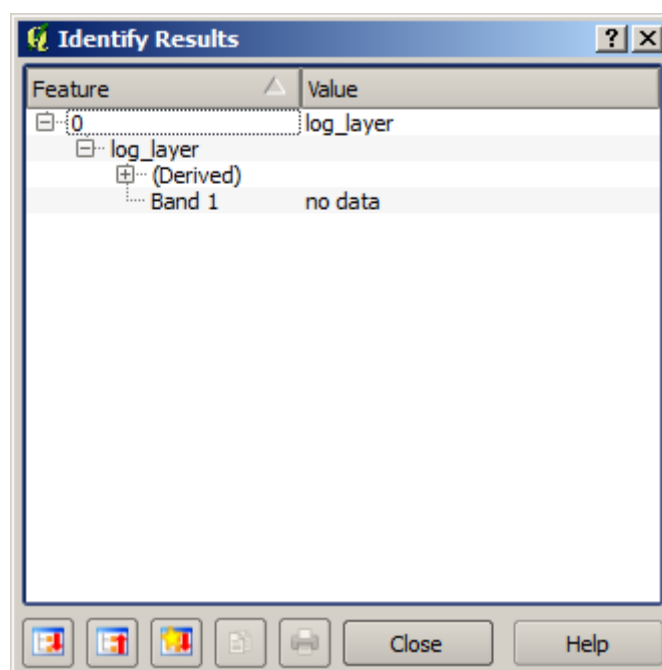 Identify Results
Feature Value
0 log_layer
log_layer
(Derived)
Band 1 no data
Close Help